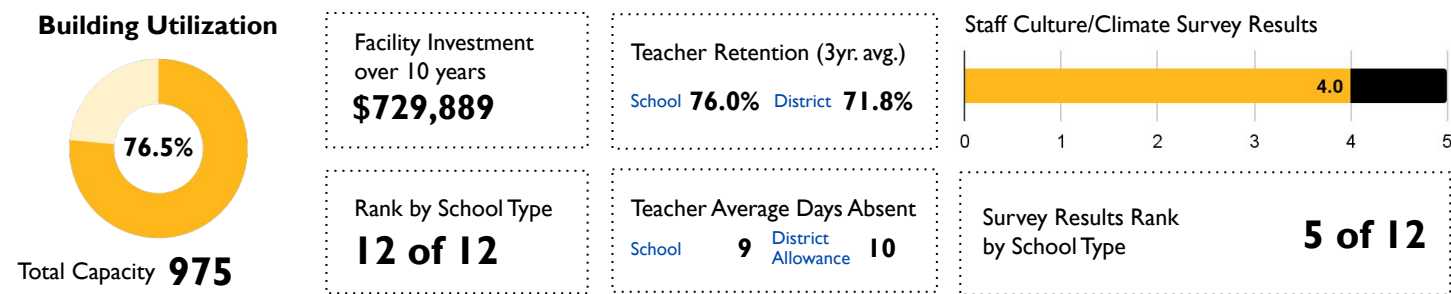 Building Utilization
76.5%
Total Capacity 975
Facility Investment
over 10 years
$729,889
Rank by School Type
12 of 12
Teacher Retention (3yr. avg.)
School 76.0% District 71.8%
Teacher Average Days Absent
School 9 District Allowance 10
Staff Culture/Climate Survey Results
4.0
0 1 2 3 4 5
Survey Results Rank
by School Type
5 of 12